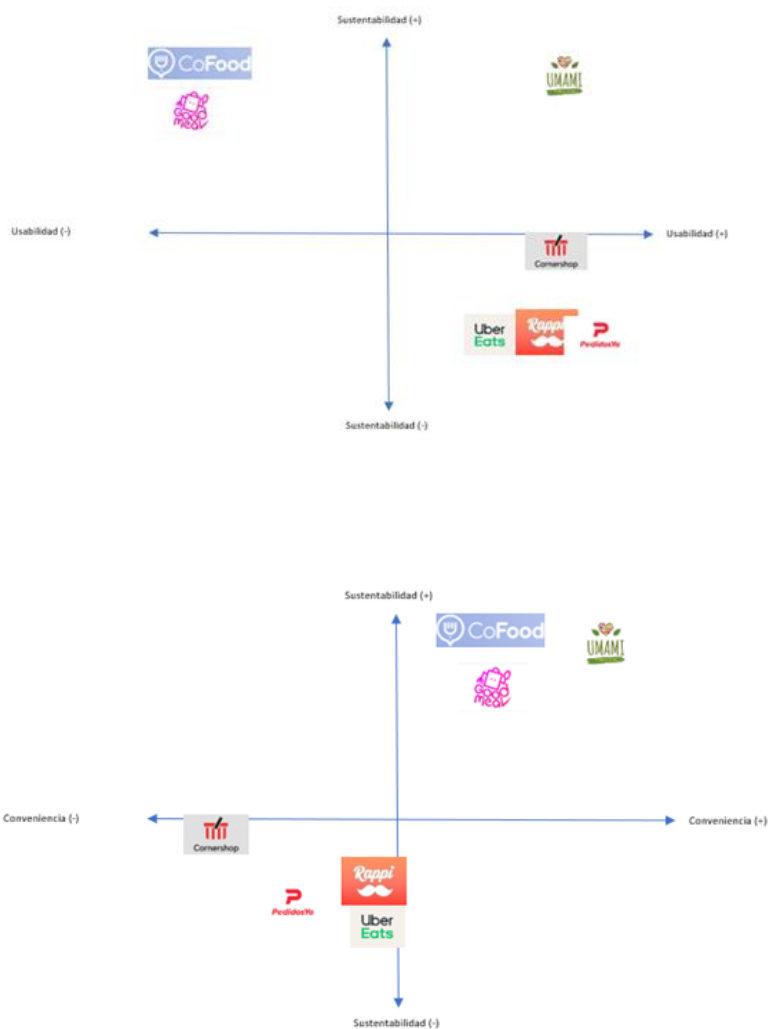 Sustentabilidad (+)
CoFood
UMAMI
GOOD
MEAL
Usabilidad (-)
Usabilidad (+)
Cornershop
Uber
Eats
Rappi
PedidosYa
Sustentabilidad (-)
Sustentabilidad (+)
CoFood
UMAMI
GOOD
MEAL
Conveniencia (-)
Conveniencia (+)
Cornershop
Rappi
PedidosYa
Uber
Eats
Sustentabilidad (-)